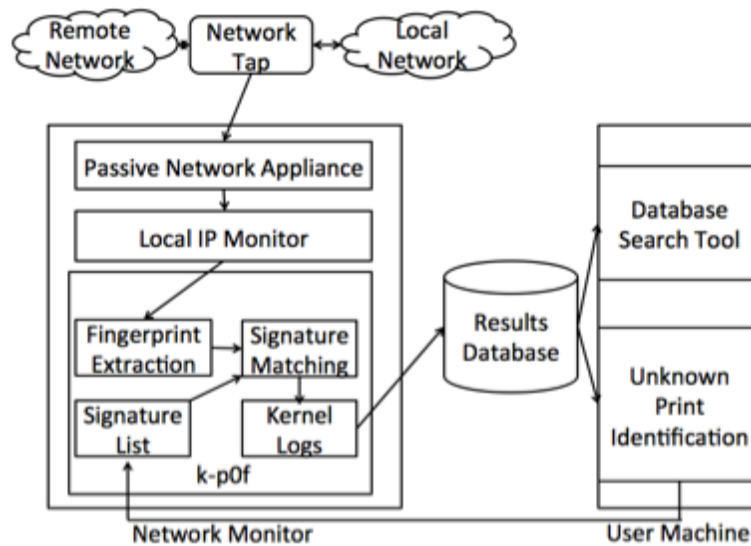 Remote
Network
Network
Tap
Local
Network
Passive Network Appliance
Local IP Monitor
Fingerprint
Extraction
Signature
Matching
Signature
List
Kernel
Logs
k-p0f
Network Monitor
Results
Database
Database
Search Tool
Unknown
Print
Identification
User Machine